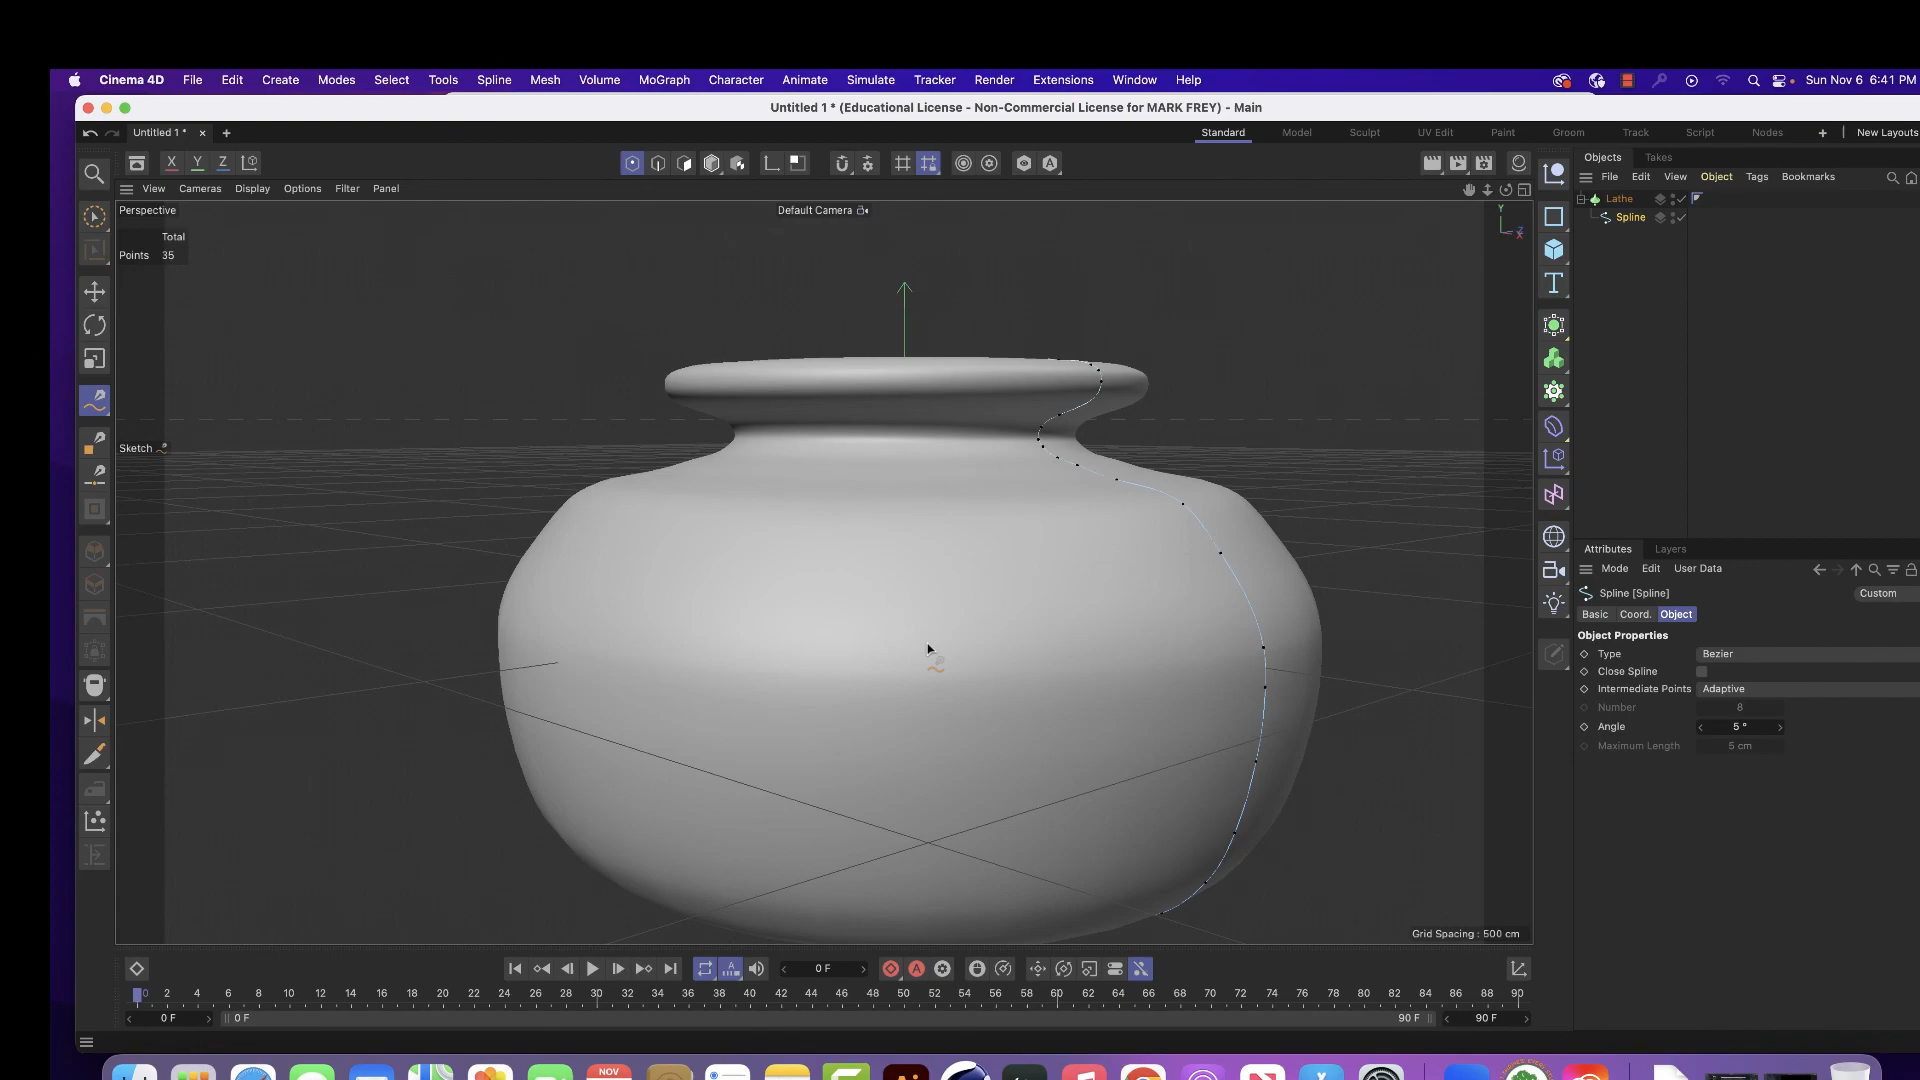 Cinema 4D File Edit Create Modes Select Tools Spline Mesh Volume MoGraph Character Animate Simulate Tracker Render Extensions Window Help Sun Nov 6 6:41 PM
Untitled 1 * (Educational License - Non-Commercial License for MARK FREY) - Main
Untitled 1 * Standard Model Sculpt UV Edit Paint Groom Track Script Nodes New Layouts
Objects Takes
X Y Z
File Edit View Object Tags Bookmarks
View Cameras Display Options Filter Panel
Lathe
Perspective Default Camera
Spline
Total
Points 35
Y
Z
X
Sketch
Attributes Layers
Mode Edit User Data
Spline [Spline] Custom
Basic Coord. Object
Object Properties
Type Bezier
Close Spline
Intermediate Points Adaptive
Number 8
Angle 5 °
Maximum Length 5 cm
Grid Spacing : 500 cm
0 F
0 2 4 6 8 10 12 14 16 18 20 22 24 26 28 30 32 34 36 38 40 42 44 46 48 50 52 54 56 58 60 62 64 66 68 70 72 74 76 78 80 82 84 86 88 90
0 F 0 F 90 F 90 F
NOV